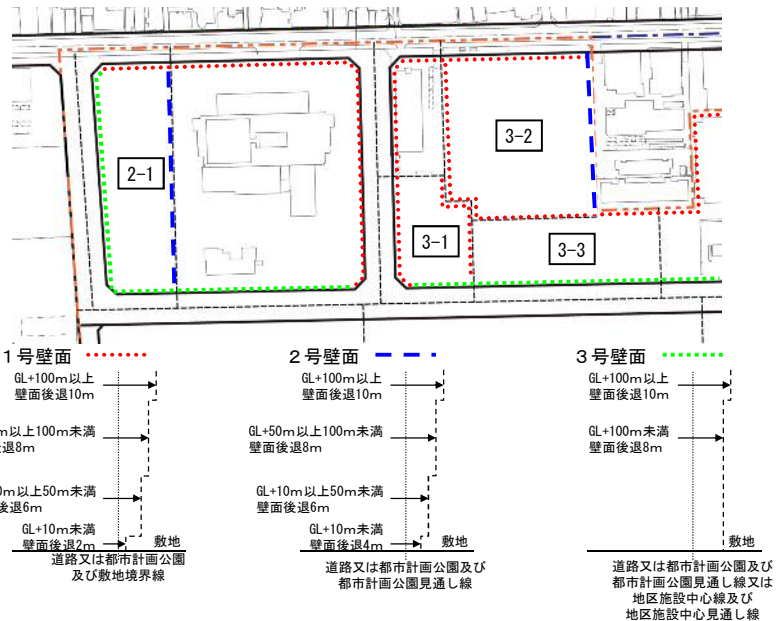 2-1
3-2
3-1
3-3
1号壁面
GL+100m以上
壁面後退10m
m以上100m未満
後退8m
0m以上50m未満
後退6m
GL+10m未満
壁面後退2m
敷地
道路又は都市計画公園
及び敷地境界線
2号壁面
GL+100m以上
壁面後退10m
GL+50m以上100m未満
壁面後退8m
GL+10m以上50m未満
壁面後退6m
GL+10m未満
壁面後退4m
敷地
道路又は都市計画公園及び
都市計画公園見通し線
3号壁面
GL+100m以上
壁面後退10m
GL+100m未満
壁面後退8m
敷地
道路又は都市計画公園及び
都市計画公園見通し線又は
地区施設中心線及び
地区施設中心見通し線